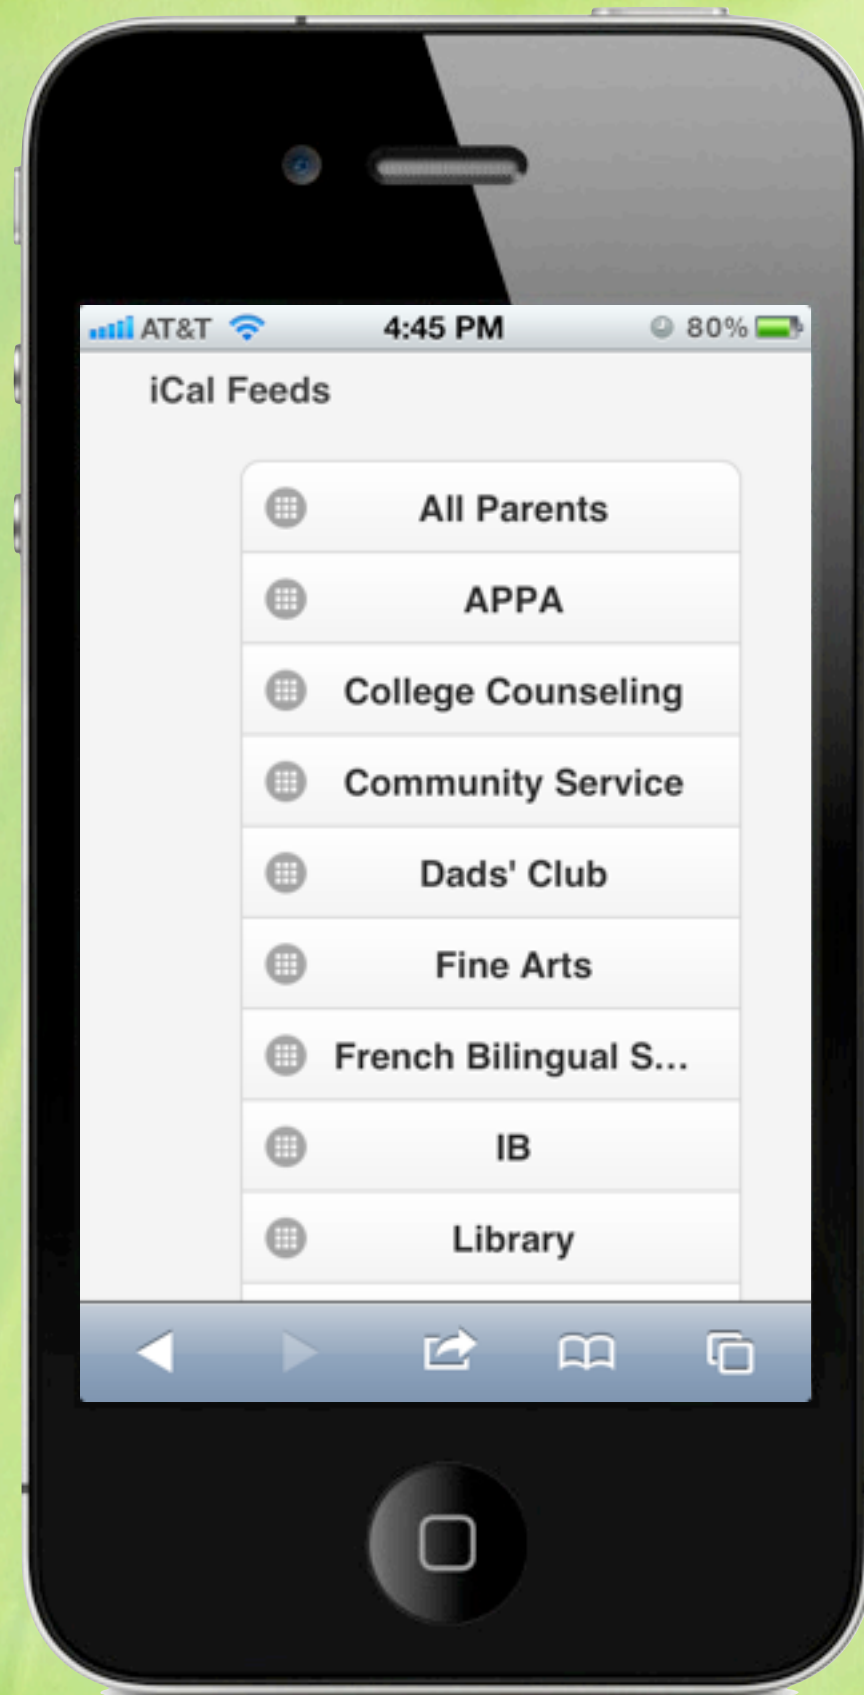 AT&T 4:45 PM 80%
iCal Feeds
All Parents
APPA
College Counseling
Community Service
Dads' Club
Fine Arts
French Bilingual S...
IB
Library